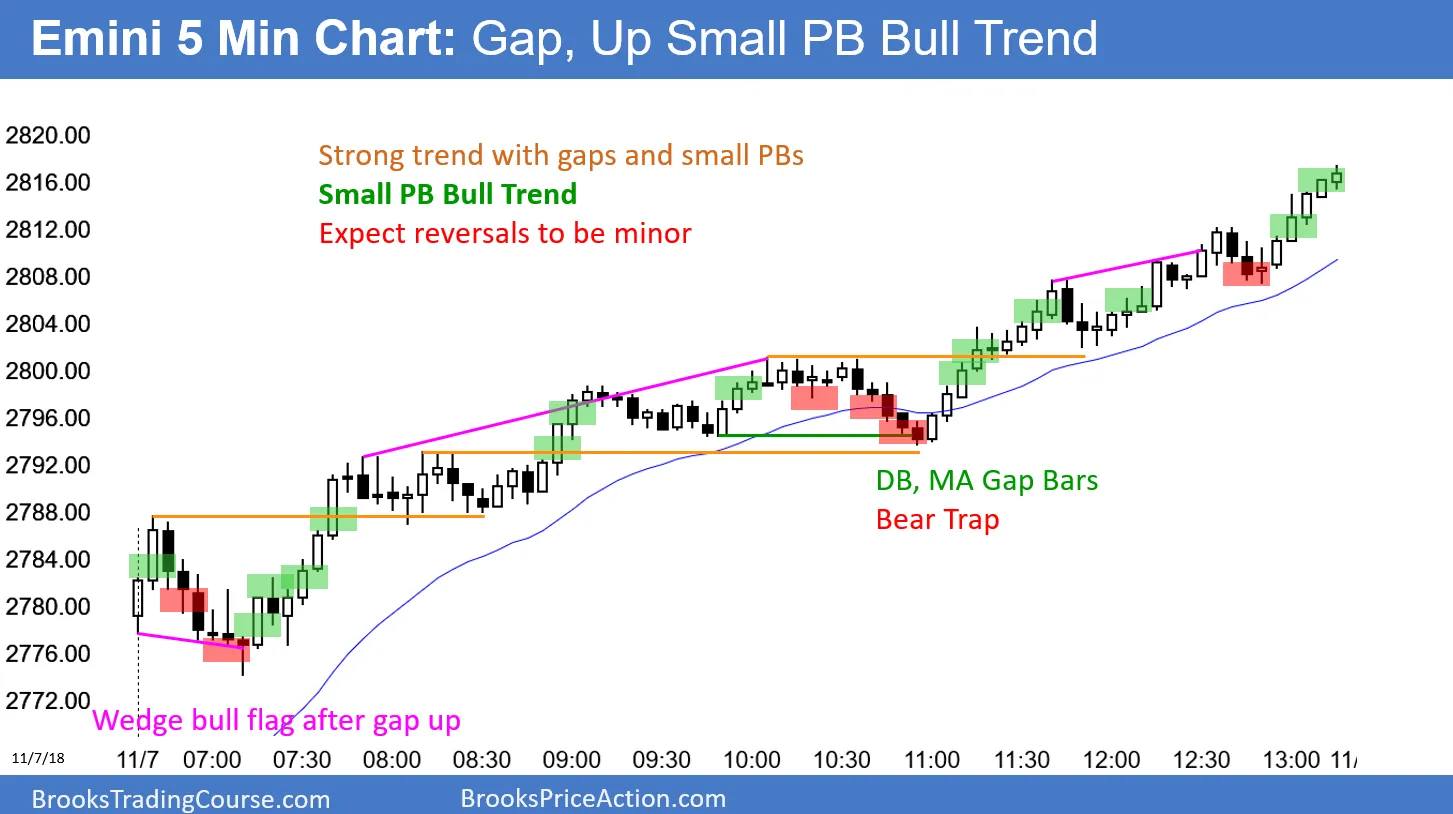 Emini 5 Min Chart: Gap, Up Small PB Bull Trend
2820.00
Strong trend with gaps and small PBs
2816.00
Small PB Bull Trend
2812.00
Expect reversals to be minor
2808.00
2804.00
2800.00
2796.00
2792.00
DB, MA Gap Bars
2788.00
Bear Trap
2784.00
2780.00
2776.00
2772.00
Wedge bull flag after gap up
11/7/18
11/7 07:00 07:30 08:00 08:30 09:00 09:30 10:00 10:30 11:00 11:30 12:00 12:30 13:00 11/
BrooksTradingCourse.com
BrooksPriceAction.com